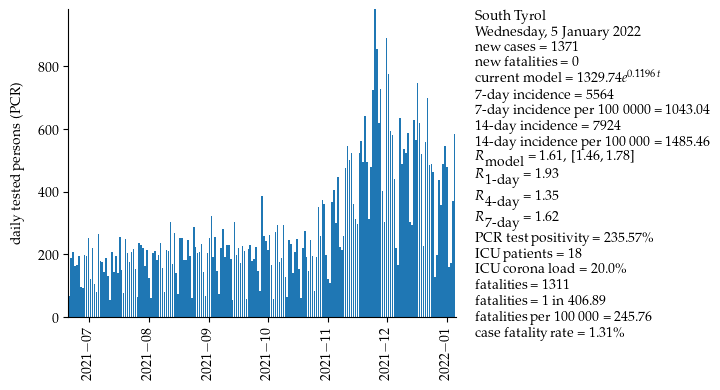 South Tyrol
Wednesday, 5 January 2022
new cases = 1371
new fatalities = 0
current model = 1329.74e^0.1196 t
7-day incidence = 5564
7-day incidence per 100 0000 = 1043.04
14-day incidence = 7924
14-day incidence per 100 000 = 1485.46
R_model = 1.61, [1.46, 1.78]
R_1-day = 1.93
R_4-day = 1.35
R_7-day = 1.62
PCR test positivity = 235.57%
ICU patients = 18
ICU corona load = 20.0%
fatalities = 1311
fatalities = 1 in 406.89
fatalities per 100 000 = 245.76
case fatality rate = 1.31%
daily tested persons (PCR)
800
600
400
200
0
2021−07
2021−08
2021−09
2021−10
2021−11
2021−12
2022−01